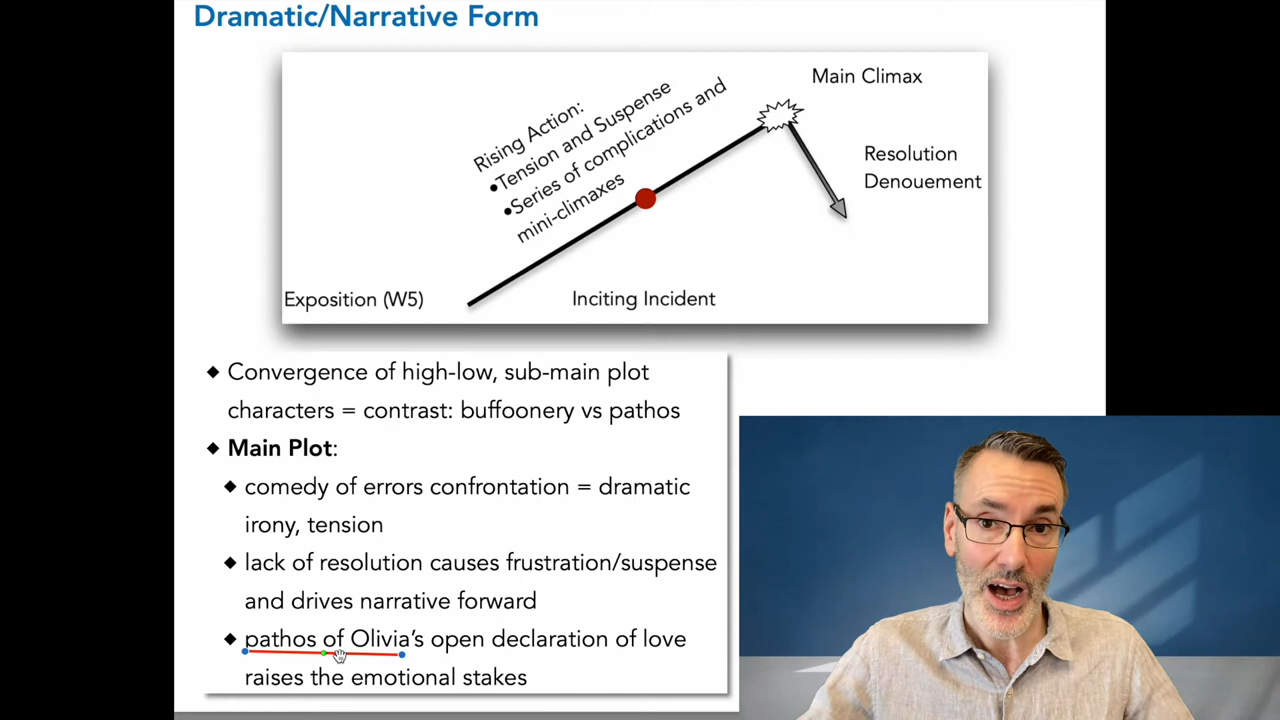 Dramatic/Narrative Form
Main Climax
Rising Action:
•Tension and Suspense
•Series of complications and
mini-climaxes
Resolution
Denouement
Exposition (W5)
Inciting Incident
◆ Convergence of high-low, sub-main plot
characters = contrast: buffoonery vs pathos
◆ Main Plot:
◆ comedy of errors confrontation = dramatic
irony, tension
◆ lack of resolution causes frustration/suspense
and drives narrative forward
◆ pathos of Olivia’s open declaration of love
raises the emotional stakes